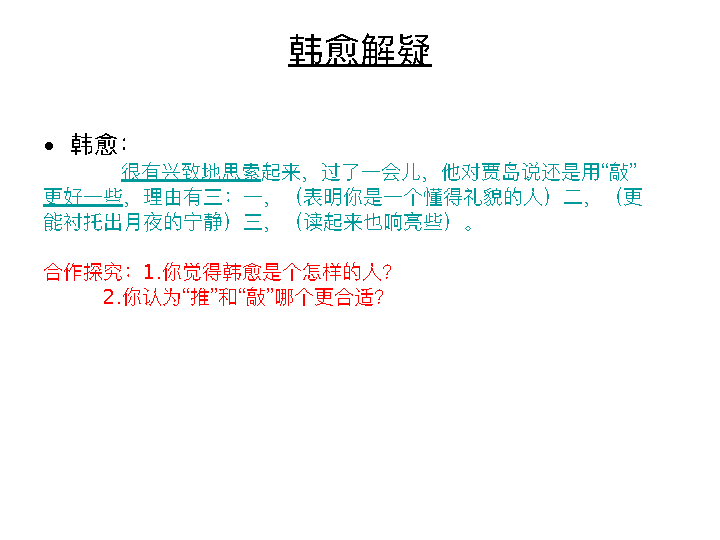 韩愈解疑
• 韩愈：
很有兴致地思索起来，过了一会儿，他对贾岛说还是用“敲”
更好一些，理由有三：一，（表明你是一个懂得礼貌的人）二，（更
能衬托出月夜的宁静）三，（读起来也响亮些）。
合作探究：1.你觉得韩愈是个怎样的人？
2.你认为“推”和“敲”哪个更合适？